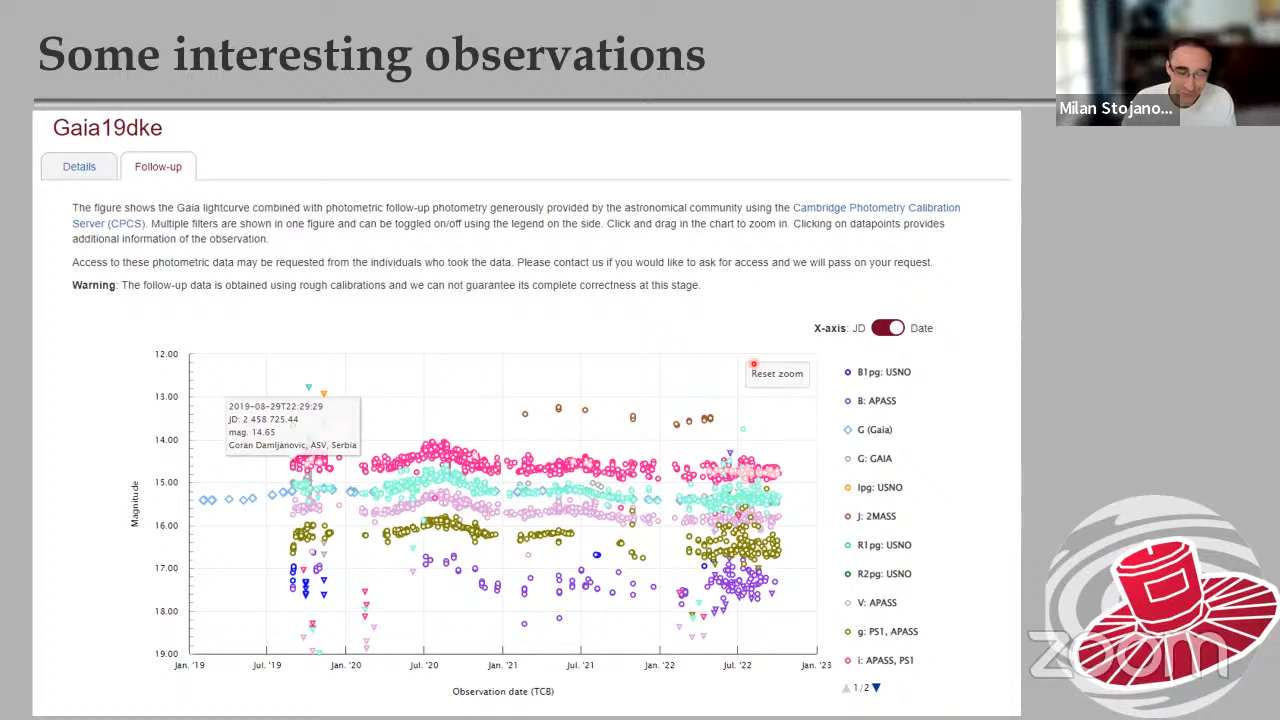 Some interesting observations
Milan Stojano...
Gaia19dke
Details
Follow-up
The figure shows the Gaia lightcurve combined with photometric follow-up photometry generously provided by the astronomical community using the Cambridge Photometry Calibration
Server (CPCS). Multiple filters are shown in one figure and can be toggled on/off using the legend on the side. Click and drag in the chart to zoom in. Clicking on datapoints provides
additional information of the observation.
Access to these photometric data may be requested from the individuals who took the data. Please contact us if you would like to ask for access and we will pass on your request.
Warning: The follow-up data is obtained using rough calibrations and we can not guarantee its complete correctness at this stage.
X-axis: JD Date
Reset zoom
2019-08-29T22:29:29
JD: 2 458 725.44
mag. 14.65
Goran Damljanovic, ASV, Serbia
Magnitude
12.00
13.00
14.00
15.00
16.00
17.00
18.00
19.00
Jan. '19 Jul. '19 Jan. '20 Jul. '20 Jan. '21 Jul. '21 Jan. '22 Jul. '22 Jan. '23
Observation date (TCB)
B1pg: USNO
B: APASS
G (Gaia)
G: GAIA
Ipg: USNO
J: 2MASS
R1pg: USNO
R2pg: USNO
V: APASS
g: PS1, APASS
i: APASS, PS1
1/2
zoom